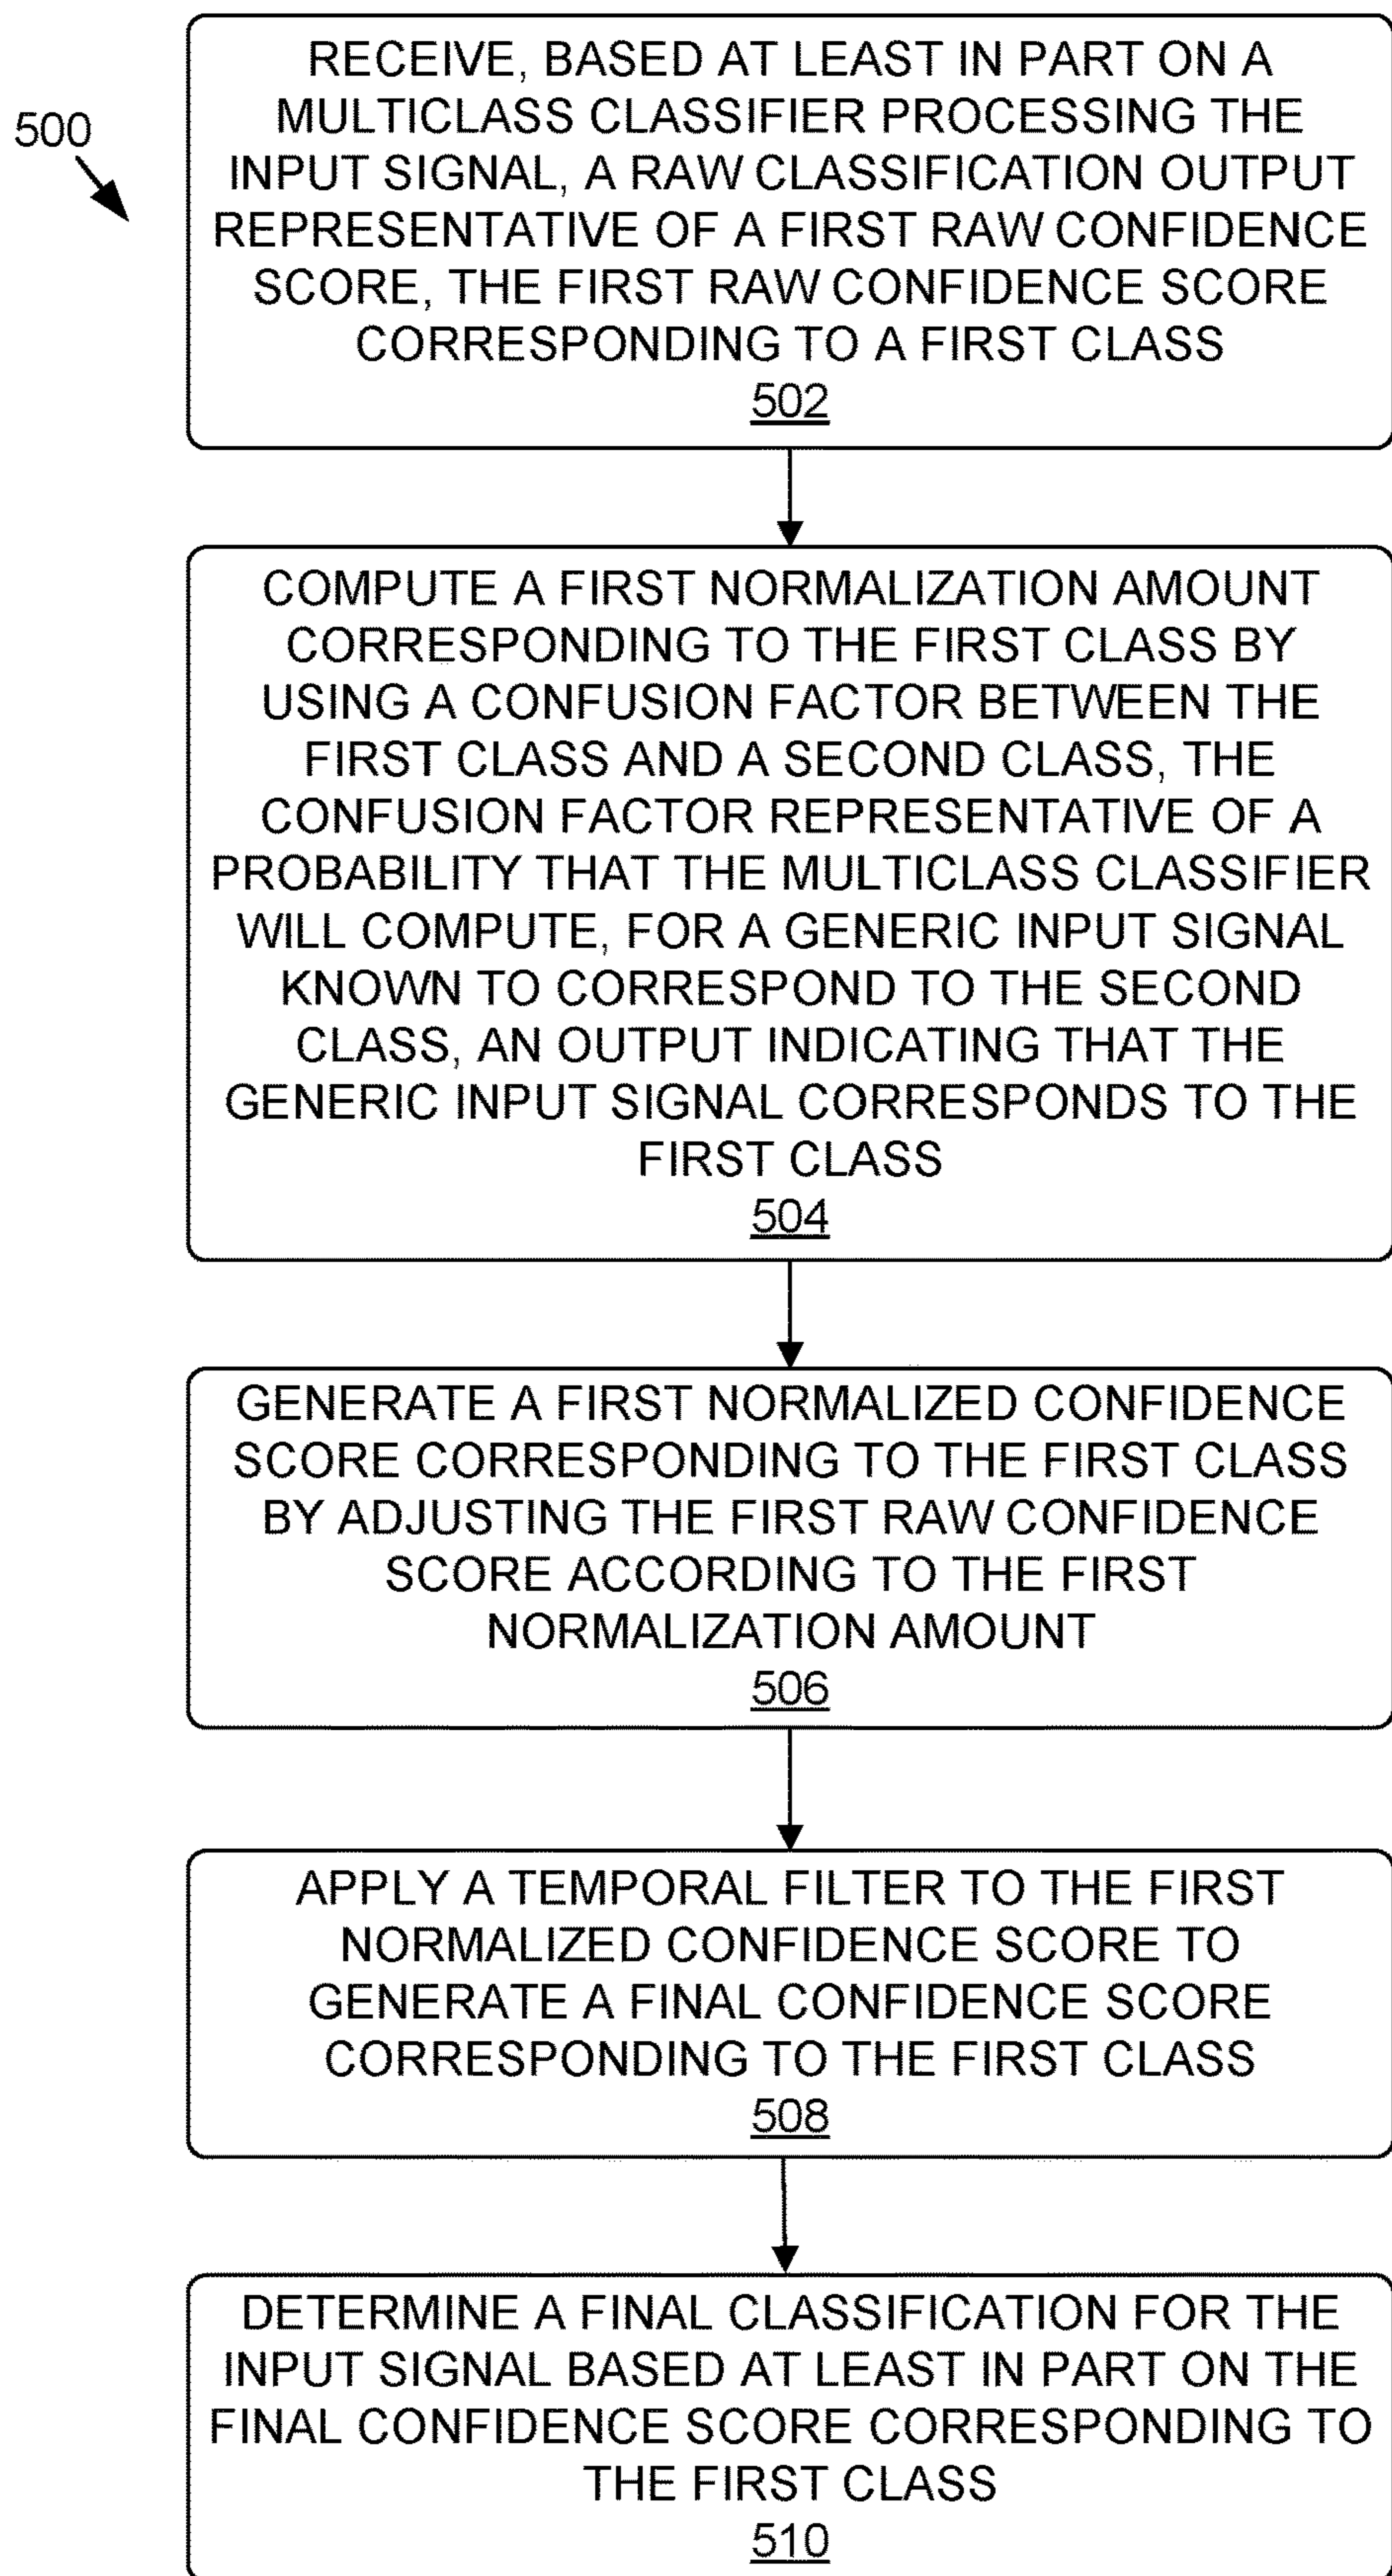 RECEIVE, BASED AT LEAST IN PART ON A
MULTICLASS CLASSIFIER PROCESSING THE
INPUT SIGNAL, A RAW CLASSIFICATION OUTPUT
REPRESENTATIVE OF A FIRST RAW CONFIDENCE
SCORE, THE FIRST RAW CONFIDENCE SCORE
CORRESPONDING TO A FIRST CLASS
502
500
COMPUTE A FIRST NORMALIZATION AMOUNT
CORRESPONDING TO THE FIRST CLASS BY
USING A CONFUSION FACTOR BETWEEN THE
FIRST CLASS AND A SECOND CLASS, THE
CONFUSION FACTOR REPRESENTATIVE OF A
PROBABILITY THAT THE MULTICLASS CLASSIFIER
WILL COMPUTE, FOR A GENERIC INPUT SIGNAL
KNOWN TO CORRESPOND TO THE SECOND
CLASS, AN OUTPUT INDICATING THAT THE
GENERIC INPUT SIGNAL CORRESPONDS TO THE
FIRST CLASS
504
GENERATE A FIRST NORMALIZED CONFIDENCE
SCORE CORRESPONDING TO THE FIRST CLASS
BY ADJUSTING THE FIRST RAW CONFIDENCE
SCORE ACCORDING TO THE FIRST
NORMALIZATION AMOUNT
506
APPLY A TEMPORAL FILTER TO THE FIRST
NORMALIZED CONFIDENCE SCORE TO
GENERATE A FINAL CONFIDENCE SCORE
CORRESPONDING TO THE FIRST CLASS
508
DETERMINE A FINAL CLASSIFICATION FOR THE
INPUT SIGNAL BASED AT LEAST IN PART ON THE
FINAL CONFIDENCE SCORE CORRESPONDING TO
THE FIRST CLASS
510